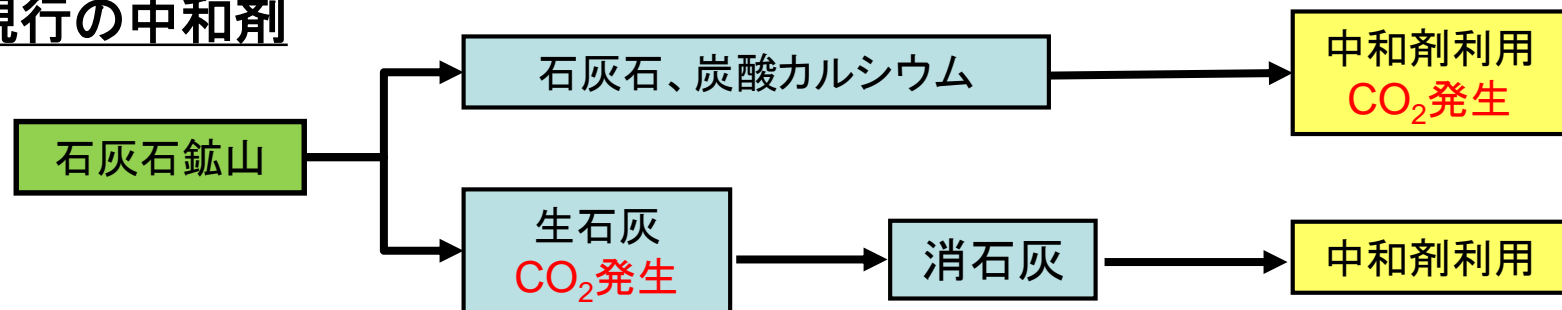 現行の中和剤
石灰石鉱山
石灰石、炭酸カルシウム
中和剤利用
CO₂発生
生石灰
CO₂発生
消石灰
中和剤利用